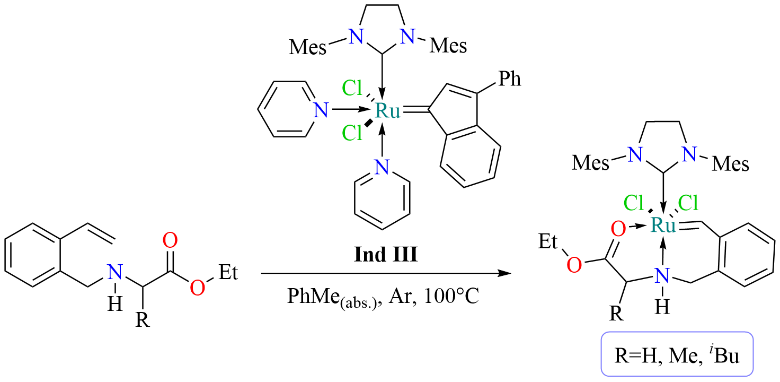 N N
Mes Mes
Cl
Ph
N Ru
Cl
N
N N
Mes Mes
Cl Cl
O Ru
O Et
N O
H
R
Ind III
PhMe(abs.), Ar, 100°C
Et O
N
R H
R=H, Me, iBu